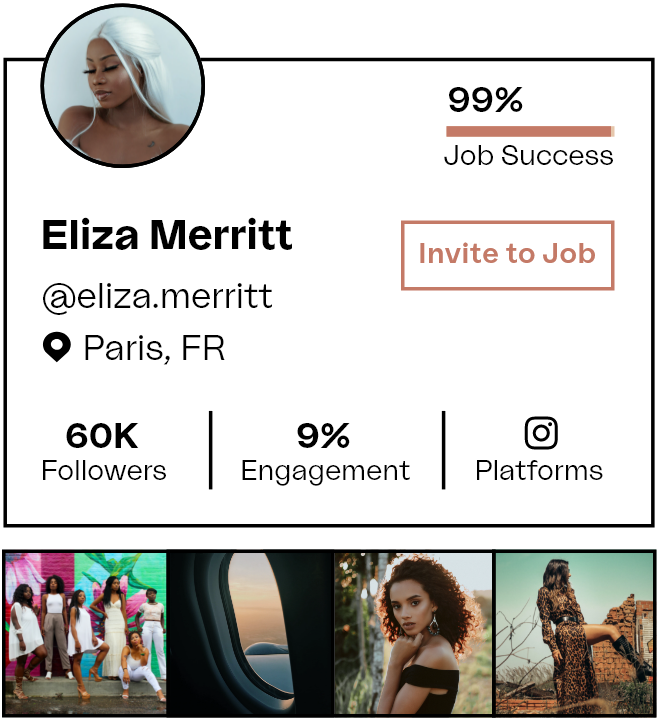 99%
Job Success
Eliza Merritt
Invite to Job
@eliza.merritt
Paris, FR
60K
Followers
9%
Engagement
Platforms